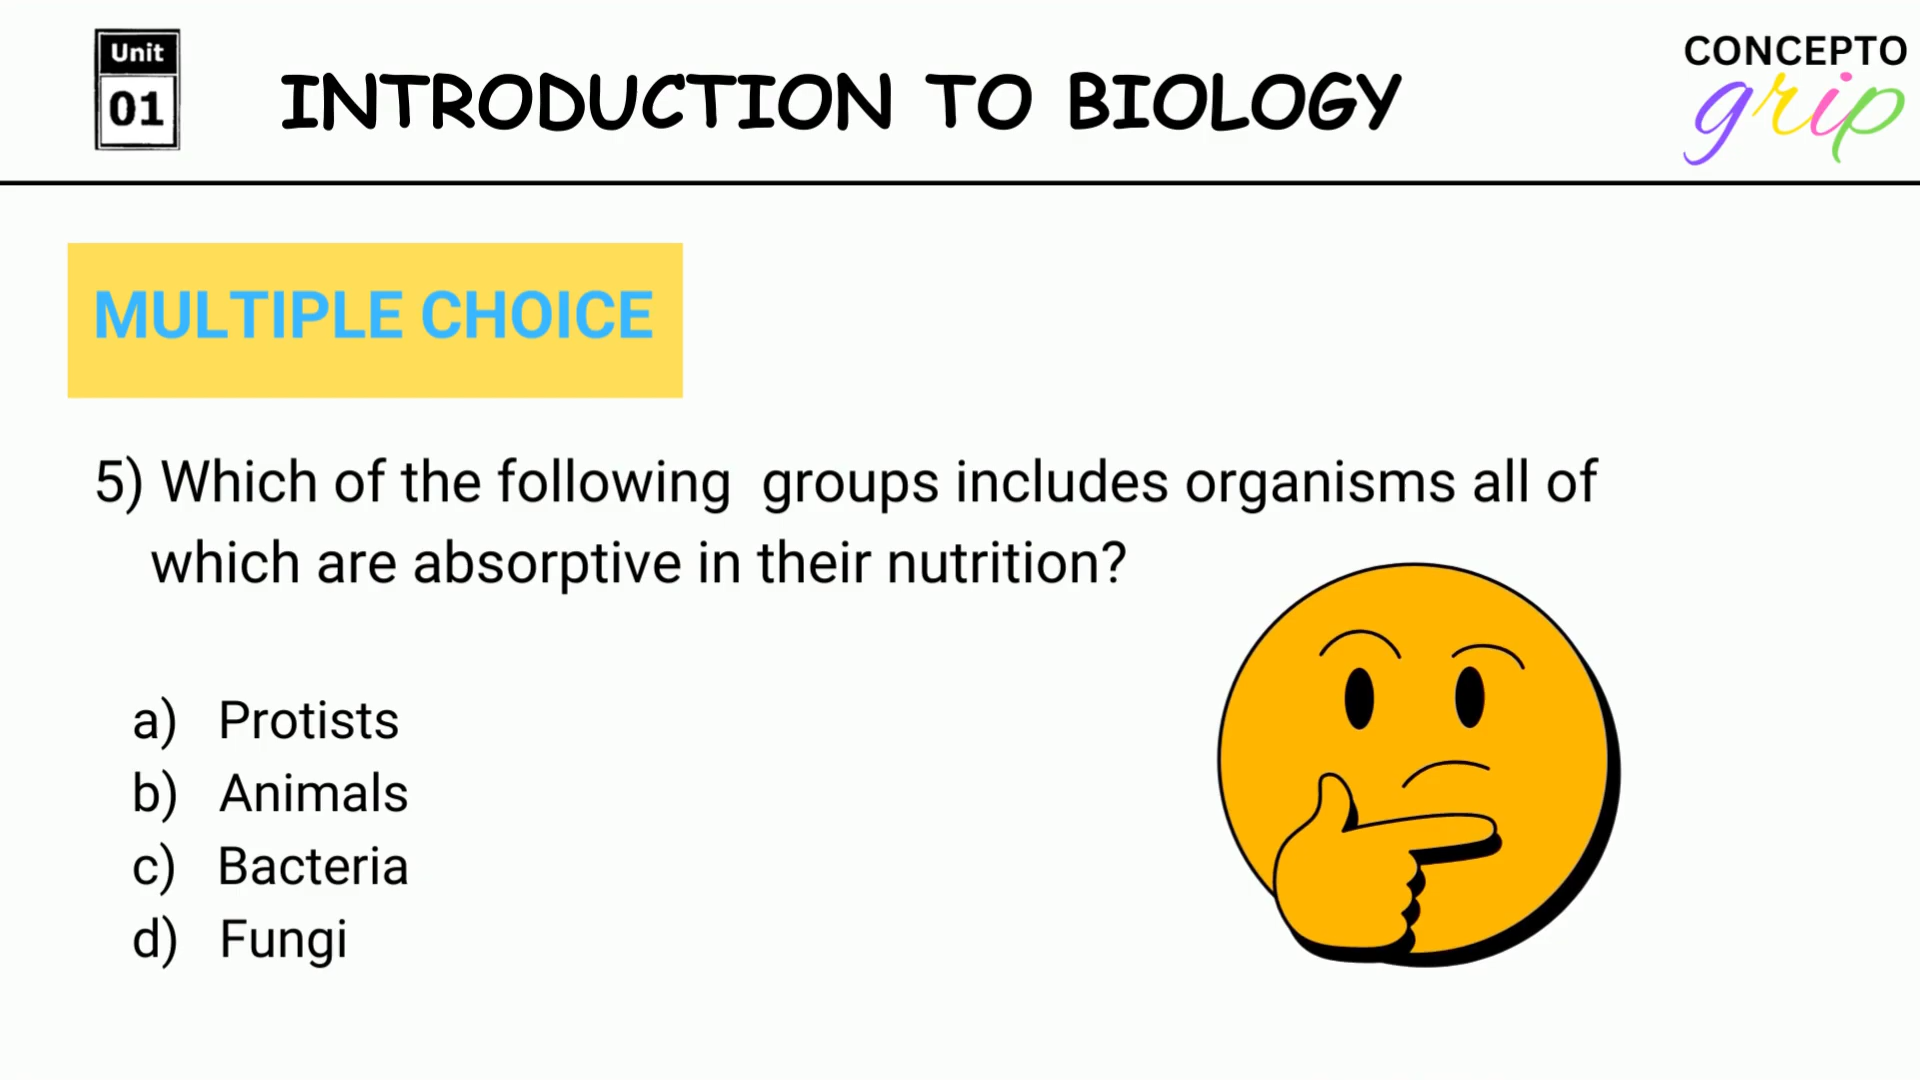 Unit
01
INTRODUCTION TO BIOLOGY
CONCEPTO
grip
MULTIPLE CHOICE
5) Which of the following groups includes organisms all of
which are absorptive in their nutrition?
a) Protists
b) Animals
c) Bacteria
d) Fungi